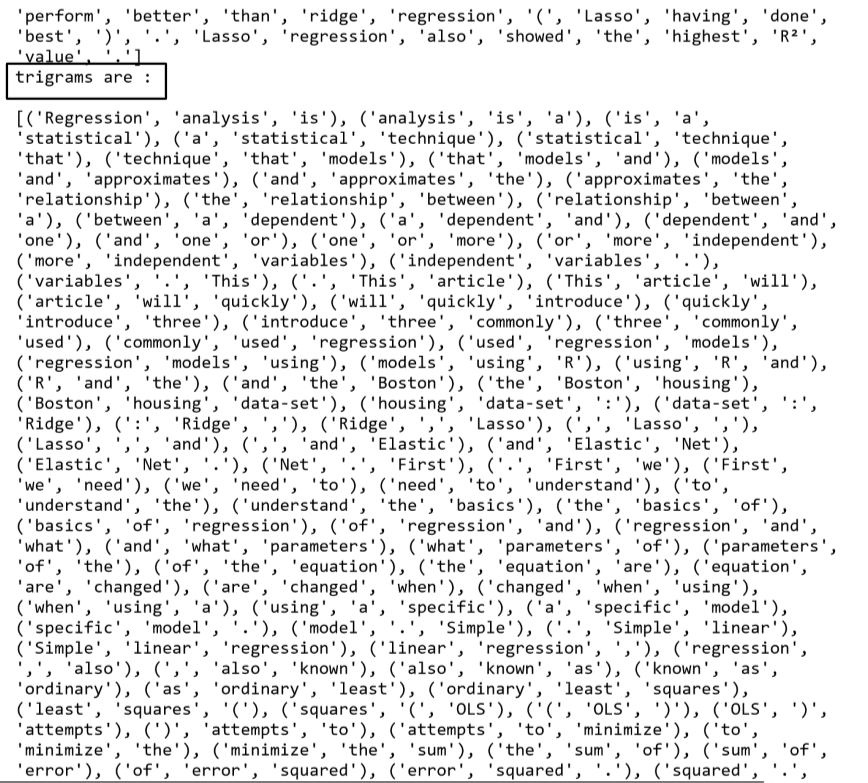 'perform', 'better', 'than', 'ridge', 'regression', '(', 'Lasso', 'having', 'done',
'best', ')', '.', 'Lasso', 'regression', 'also', 'showed', 'the', 'highest', 'R²',
'value', '.']
trigrams are :
[('Regression', 'analysis', 'is'), ('analysis', 'is', 'a'), ('is', 'a',
'statistical'), ('a', 'statistical', 'technique'), ('statistical', 'technique',
'that'), ('technique', 'that', 'models'), ('that', 'models', 'and'), ('models',
'and', 'approximates'), ('and', 'approximates', 'the'), ('approximates', 'the',
'relationship'), ('the', 'relationship', 'between'), ('relationship', 'between',
'a'), ('between', 'a', 'dependent'), ('a', 'dependent', 'and'), ('dependent', 'and',
'one'), ('and', 'one', 'or'), ('one', 'or', 'more'), ('or', 'more', 'independent'),
('more', 'independent', 'variables'), ('independent', 'variables', '.'),
('variables', '.', 'This'), ('.', 'This', 'article'), ('This', 'article', 'will'),
('article', 'will', 'quickly'), ('will', 'quickly', 'introduce'), ('quickly',
'introduce', 'three'), ('introduce', 'three', 'commonly'), ('three', 'commonly',
'used'), ('commonly', 'used', 'regression'), ('used', 'regression', 'models'),
('regression', 'models', 'using'), ('models', 'using', 'R'), ('using', 'R', 'and'),
('R', 'and', 'the'), ('and', 'the', 'Boston'), ('the', 'Boston', 'housing'),
('Boston', 'housing', 'data-set'), ('housing', 'data-set', ':'), ('data-set', ':',
'Ridge'), (':', 'Ridge', ','), ('Ridge', ',', 'Lasso'), (',', 'Lasso', ','),
('Lasso', ',', 'and'), (',', 'and', 'Elastic'), ('and', 'Elastic', 'Net'),
('Elastic', 'Net', '.'), ('Net', '.', 'First'), ('.', 'First', 'we'), ('First',
'we', 'need'), ('we', 'need', 'to'), ('need', 'to', 'understand'), ('to',
'understand', 'the'), ('understand', 'the', 'basics'), ('the', 'basics', 'of'),
('basics', 'of', 'regression'), ('of', 'regression', 'and'), ('regression', 'and',
'what'), ('and', 'what', 'parameters'), ('what', 'parameters', 'of'), ('parameters',
'of', 'the'), ('of', 'the', 'equation'), ('the', 'equation', 'are'), ('equation',
'are', 'changed'), ('are', 'changed', 'when'), ('changed', 'when', 'using'),
('when', 'using', 'a'), ('using', 'a', 'specific'), ('a', 'specific', 'model'),
('specific', 'model', '.'), ('model', '.', 'Simple'), ('.', 'Simple', 'linear'),
('Simple', 'linear', 'regression'), ('linear', 'regression', ','), ('regression',
',', 'also'), (',', 'also', 'known'), ('also', 'known', 'as'), ('known', 'as',
'ordinary'), ('as', 'ordinary', 'least'), ('ordinary', 'least', 'squares'),
('least', 'squares', '('), ('squares', '(', 'OLS'), ('(', 'OLS', ')'), ('OLS', ')',
'attempts'), (')', 'attempts', 'to'), ('attempts', 'to', 'minimize'), ('to',
'minimize', 'the'), ('minimize', 'the', 'sum'), ('the', 'sum', 'of'), ('sum', 'of',
'error'), ('of', 'error', 'squared'), ('error', 'squared', '.'), ('squared', '.',